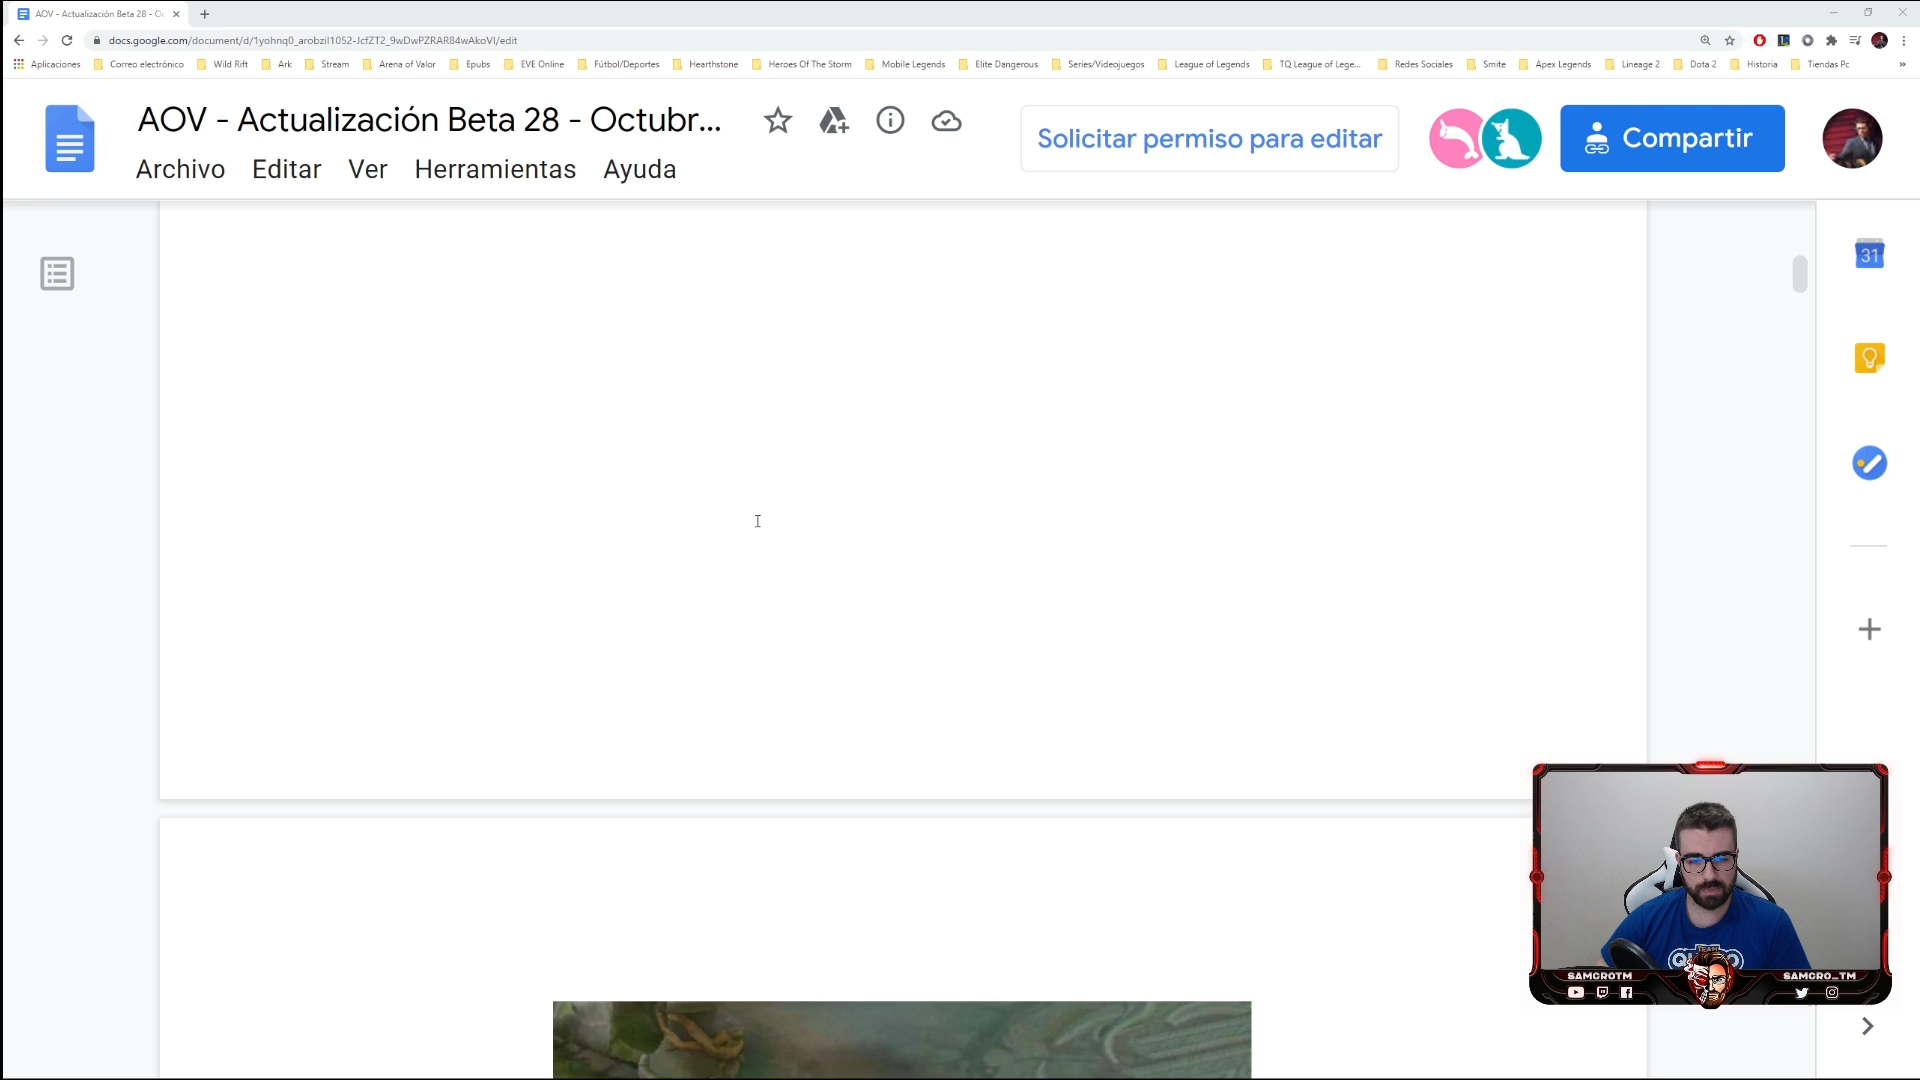 AOV - Actualización Beta 28 - Oc
docs.google.com/document/d/1yohnq0_arobzil1052-JcfZT2_9wDwPZRAR84wAkoVI/edit
Aplicaciones Correo electrónico Wild Rift Ark Stream Arena of Valor Epubs EVE Online Fútbol/Deportes Hearthstone Heroes Of The Storm Mobile Legends Elite Dangerous Series/Videojuegos League of Legends TQ League of Lege... Redes Sociales Smite Apex Legends Lineage 2 Dota 2 Historia Tiendas Pc »
AOV - Actualización Beta 28 - Octubr...
Solicitar permiso para editar
Compartir
Archivo Editar Ver Herramientas Ayuda
31
TEAM
SAMCROTM SAMCRO_TM